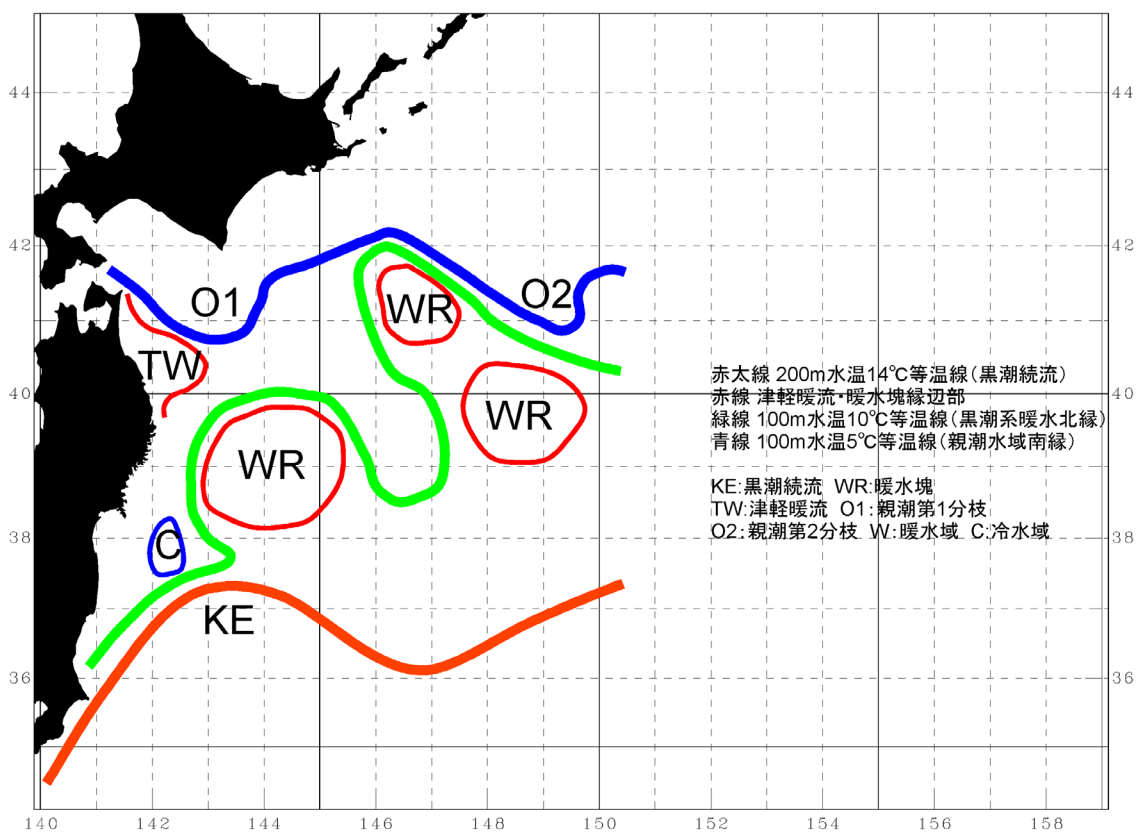 44
44
42
42
O1
O2
WR
TW
赤太線 200m水温14℃等温線(黒潮続流)
40
40
赤線 津軽暖流・暖水塊縁辺部
WR
緑線 100m水温10℃等温線(黒潮系暖水北縁)
青線 100m水温5℃等温線(親潮水域南縁)
WR
KE:黒潮続流 WR:暖水塊
TW:津軽暖流 O1:親潮第1分枝
O2:親潮第2分枝 W:暖水域 C:冷水域
38
C
38
KE
36
36
140 142 144 146 148 150 152 154 156 158